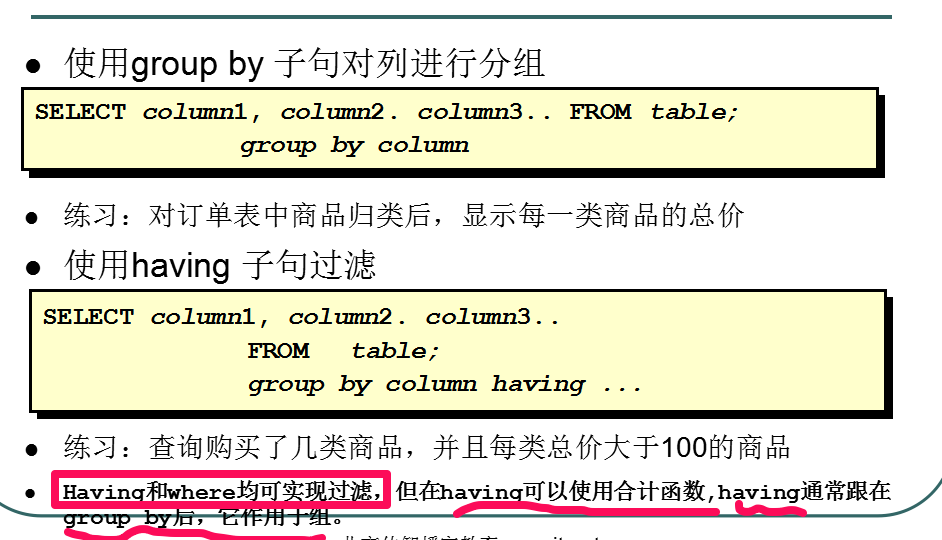 ● 使用group by 子句对列进行分组
SELECT column1, column2. column3.. FROM table;
group by column
● 练习：对订单表中商品归类后，显示每一类商品的总价
● 使用having 子句过滤
SELECT column1, column2. column3..
FROM table;
group by column having ...
● 练习：查询购买了几类商品，并且每类总价大于100的商品
● Having和where均可实现过滤，但在having可以使用合计函数,having通常跟在
group by后，它作用于组。